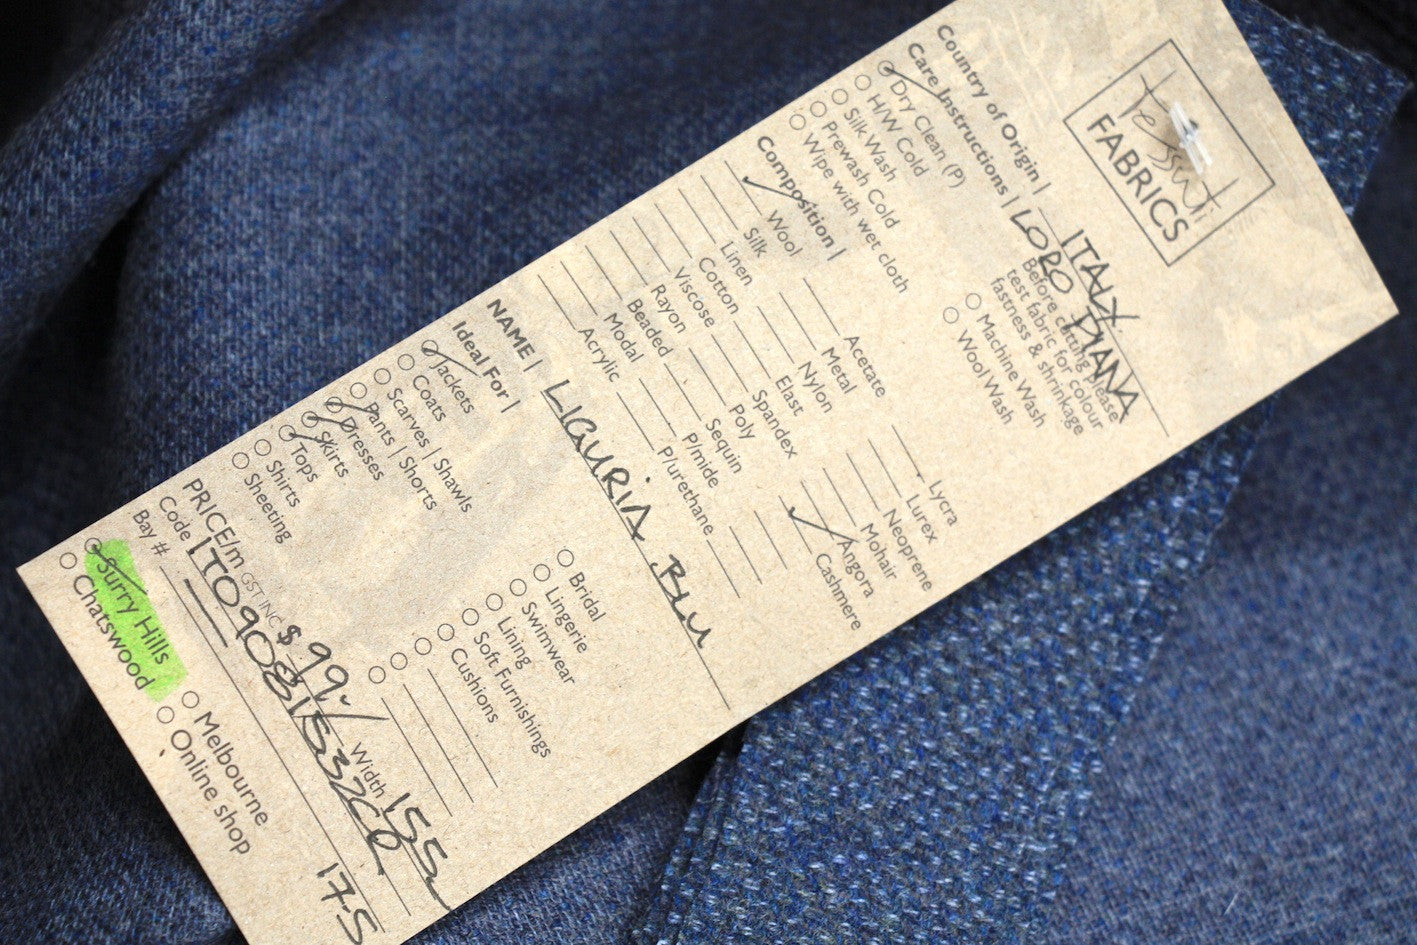 tessuti
FABRICS
Country of Origin | ITALY.
LORO PIANA
Care Instructions |
Dry Clean (P)
H/W Cold
Silk Wash
Prewash Cold
Wipe with wet cloth
Before cutting please
test fabric for colour
fastness & shrinkage
Machine Wash
Wool Wash
Composition |
Wool
Silk
Linen
Cotton
Viscose
Rayon
Beaded
Modal
Acrylic
Acetate
Metal
Nylon
Elast
Spandex
Poly
Sequin
P/mide
P/urethane
Lycra
Lurex
Neoprene
Mohair
Angora
Cashmere
NAME | LIGURIA BLU
Ideal For |
Jackets
Coats
Scarves | Shawls
Pants | Shorts
Dresses
Skirts
Tops
Shirts
Sheeting
Bridal
Lingerie
Swimwear
Lining
Soft Furnishings
Cushions
PRICE/m GST INC $99.- Width 155
Code
Bay #
Surry Hills
Chatswood
Melbourne
Online shop
17.5